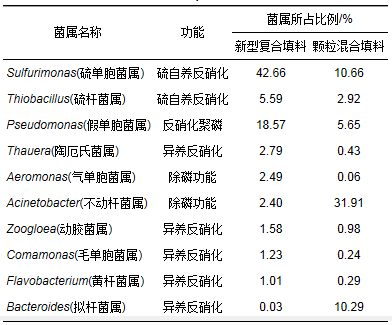 菌属名称 功能 菌属所占比例/%
新型复合填料 颗粒混合填料
Sulfurimonas(硫单胞菌属) 硫自养反硝化 42.66 10.66
Thiobacillus(硫杆菌属) 硫自养反硝化 5.59 2.92
Pseudomonas(假单胞菌属) 反硝化聚磷 18.57 5.65
Thauera(陶厄氏菌属) 异养反硝化 2.79 0.43
Aeromonas(气单胞菌属) 除磷功能 2.49 0.06
Acinetobacter(不动杆菌属) 除磷功能 2.40 31.91
Zoogloea(动胶菌属) 异养反硝化 1.58 0.98
Comamonas(毛单胞菌属) 异养反硝化 1.23 0.24
Flavobacterium(黄杆菌属) 异养反硝化 1.01 0.29
Bacteroides(拟杆菌属) 异养反硝化 0.03 10.29